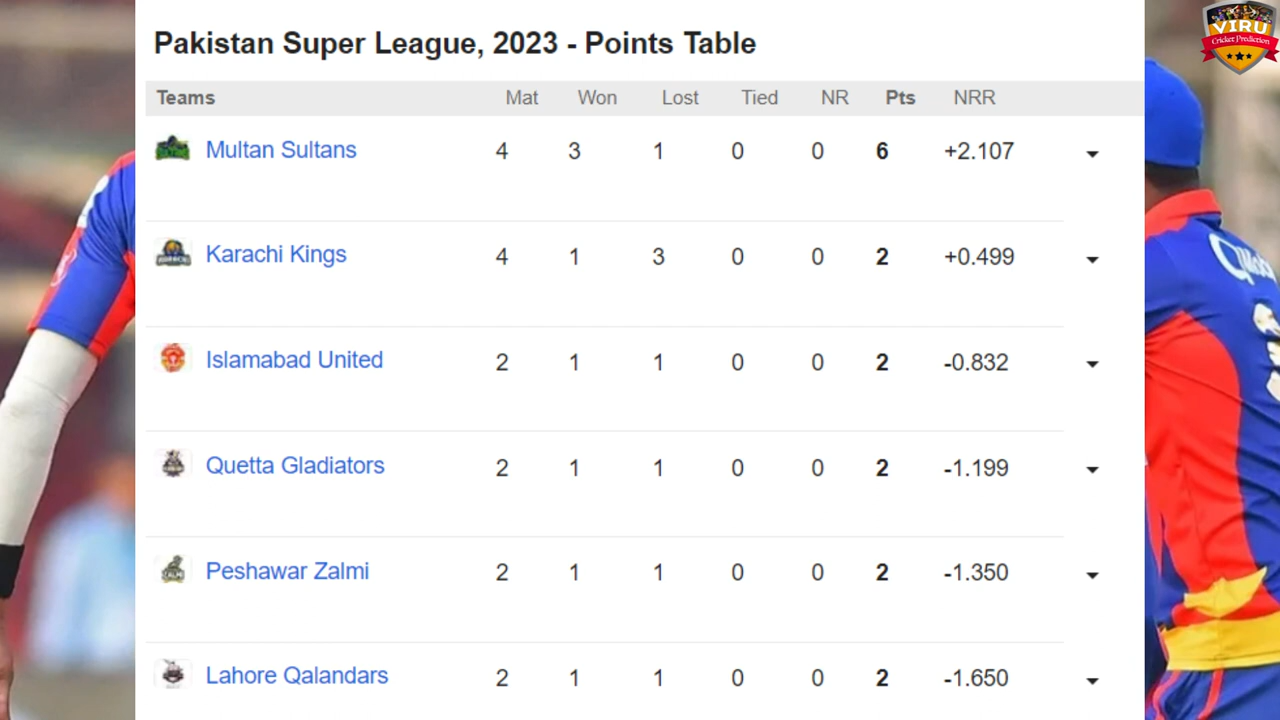 VIRU
Cricket Prediction
Pakistan Super League, 2023 - Points Table
Teams Mat Won Lost Tied NR Pts NRR
Multan Sultans 4 3 1 0 0 6 +2.107
Karachi Kings 4 1 3 0 0 2 +0.499
Islamabad United 2 1 1 0 0 2 -0.832
Quetta Gladiators 2 1 1 0 0 2 -1.199
Peshawar Zalmi 2 1 1 0 0 2 -1.350
Lahore Qalandars 2 1 1 0 0 2 -1.650